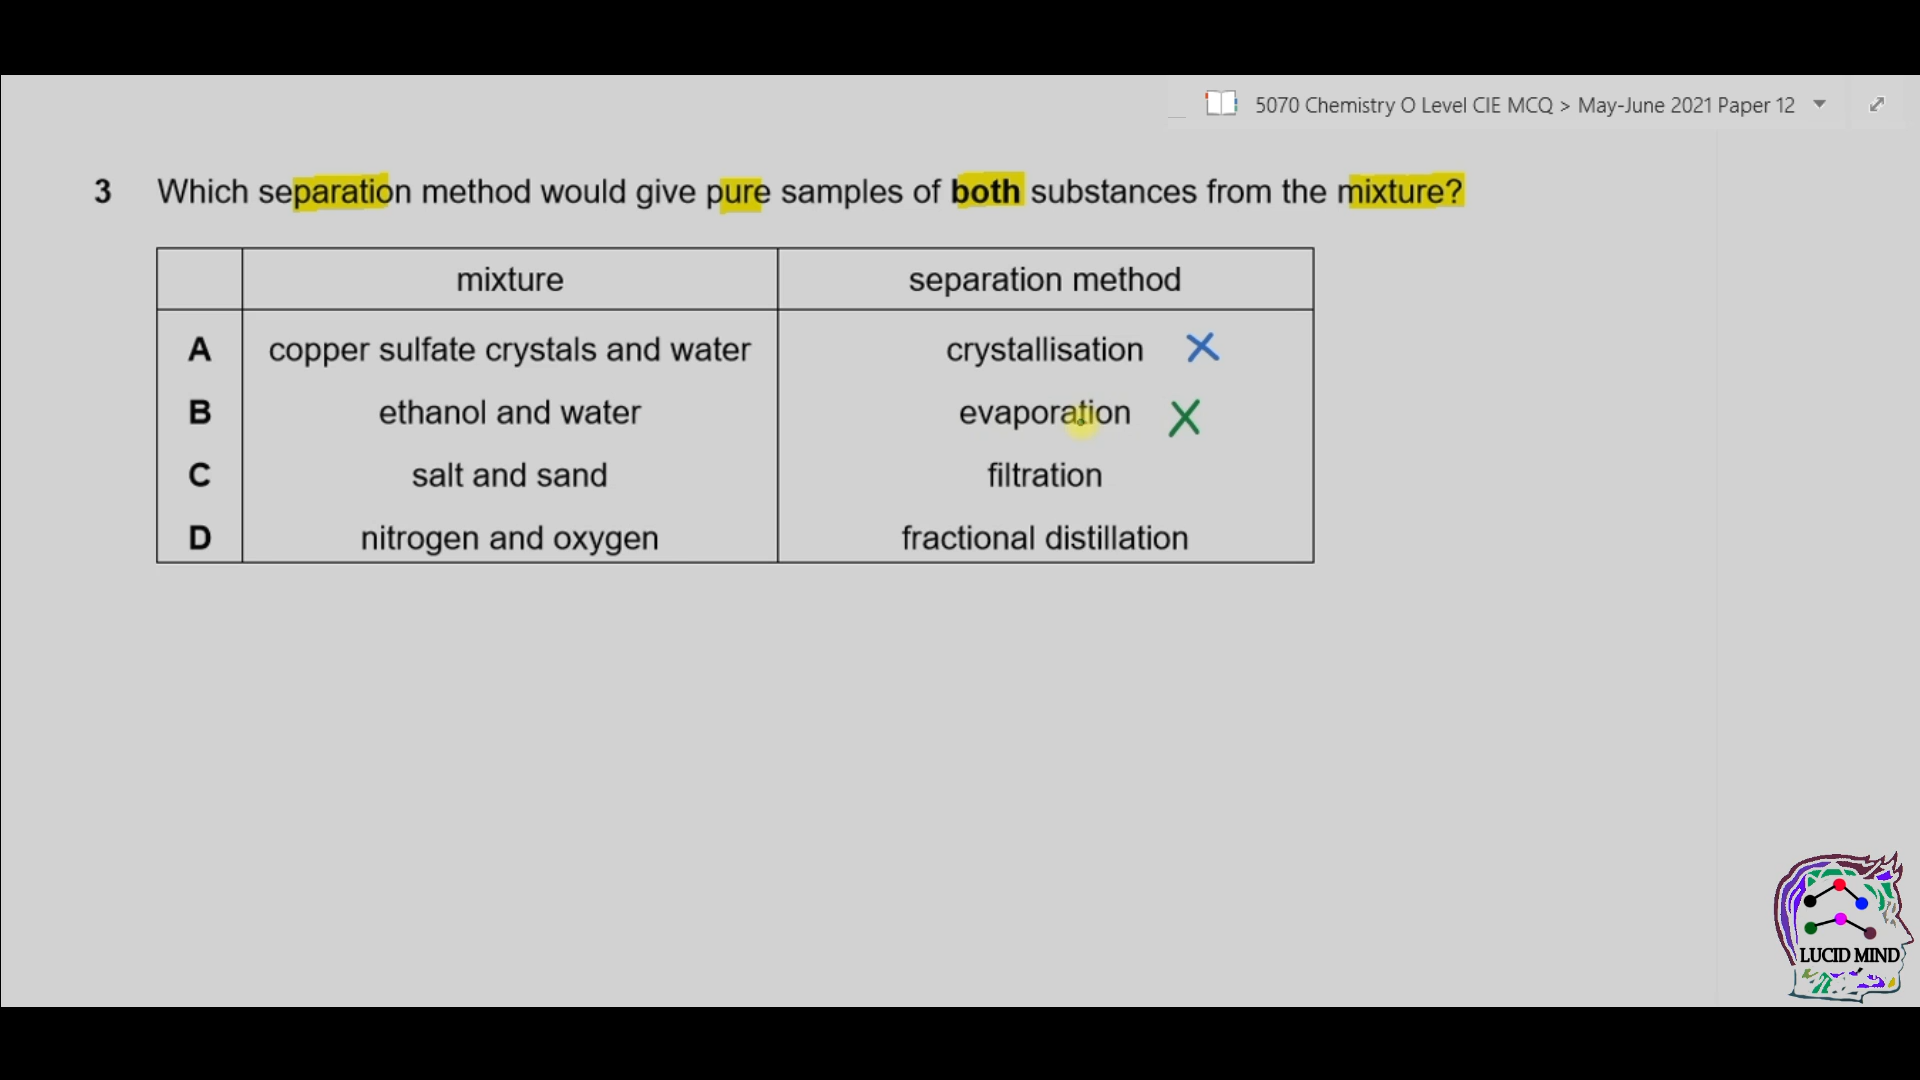 5070 Chemistry O Level CIE MCQ > May-June 2021 Paper 12
3 Which separation method would give pure samples of both substances from the mixture?
mixture separation method
A copper sulfate crystals and water crystallisation
B ethanol and water evaporation
C salt and sand filtration
D nitrogen and oxygen fractional distillation
LUCID MIND